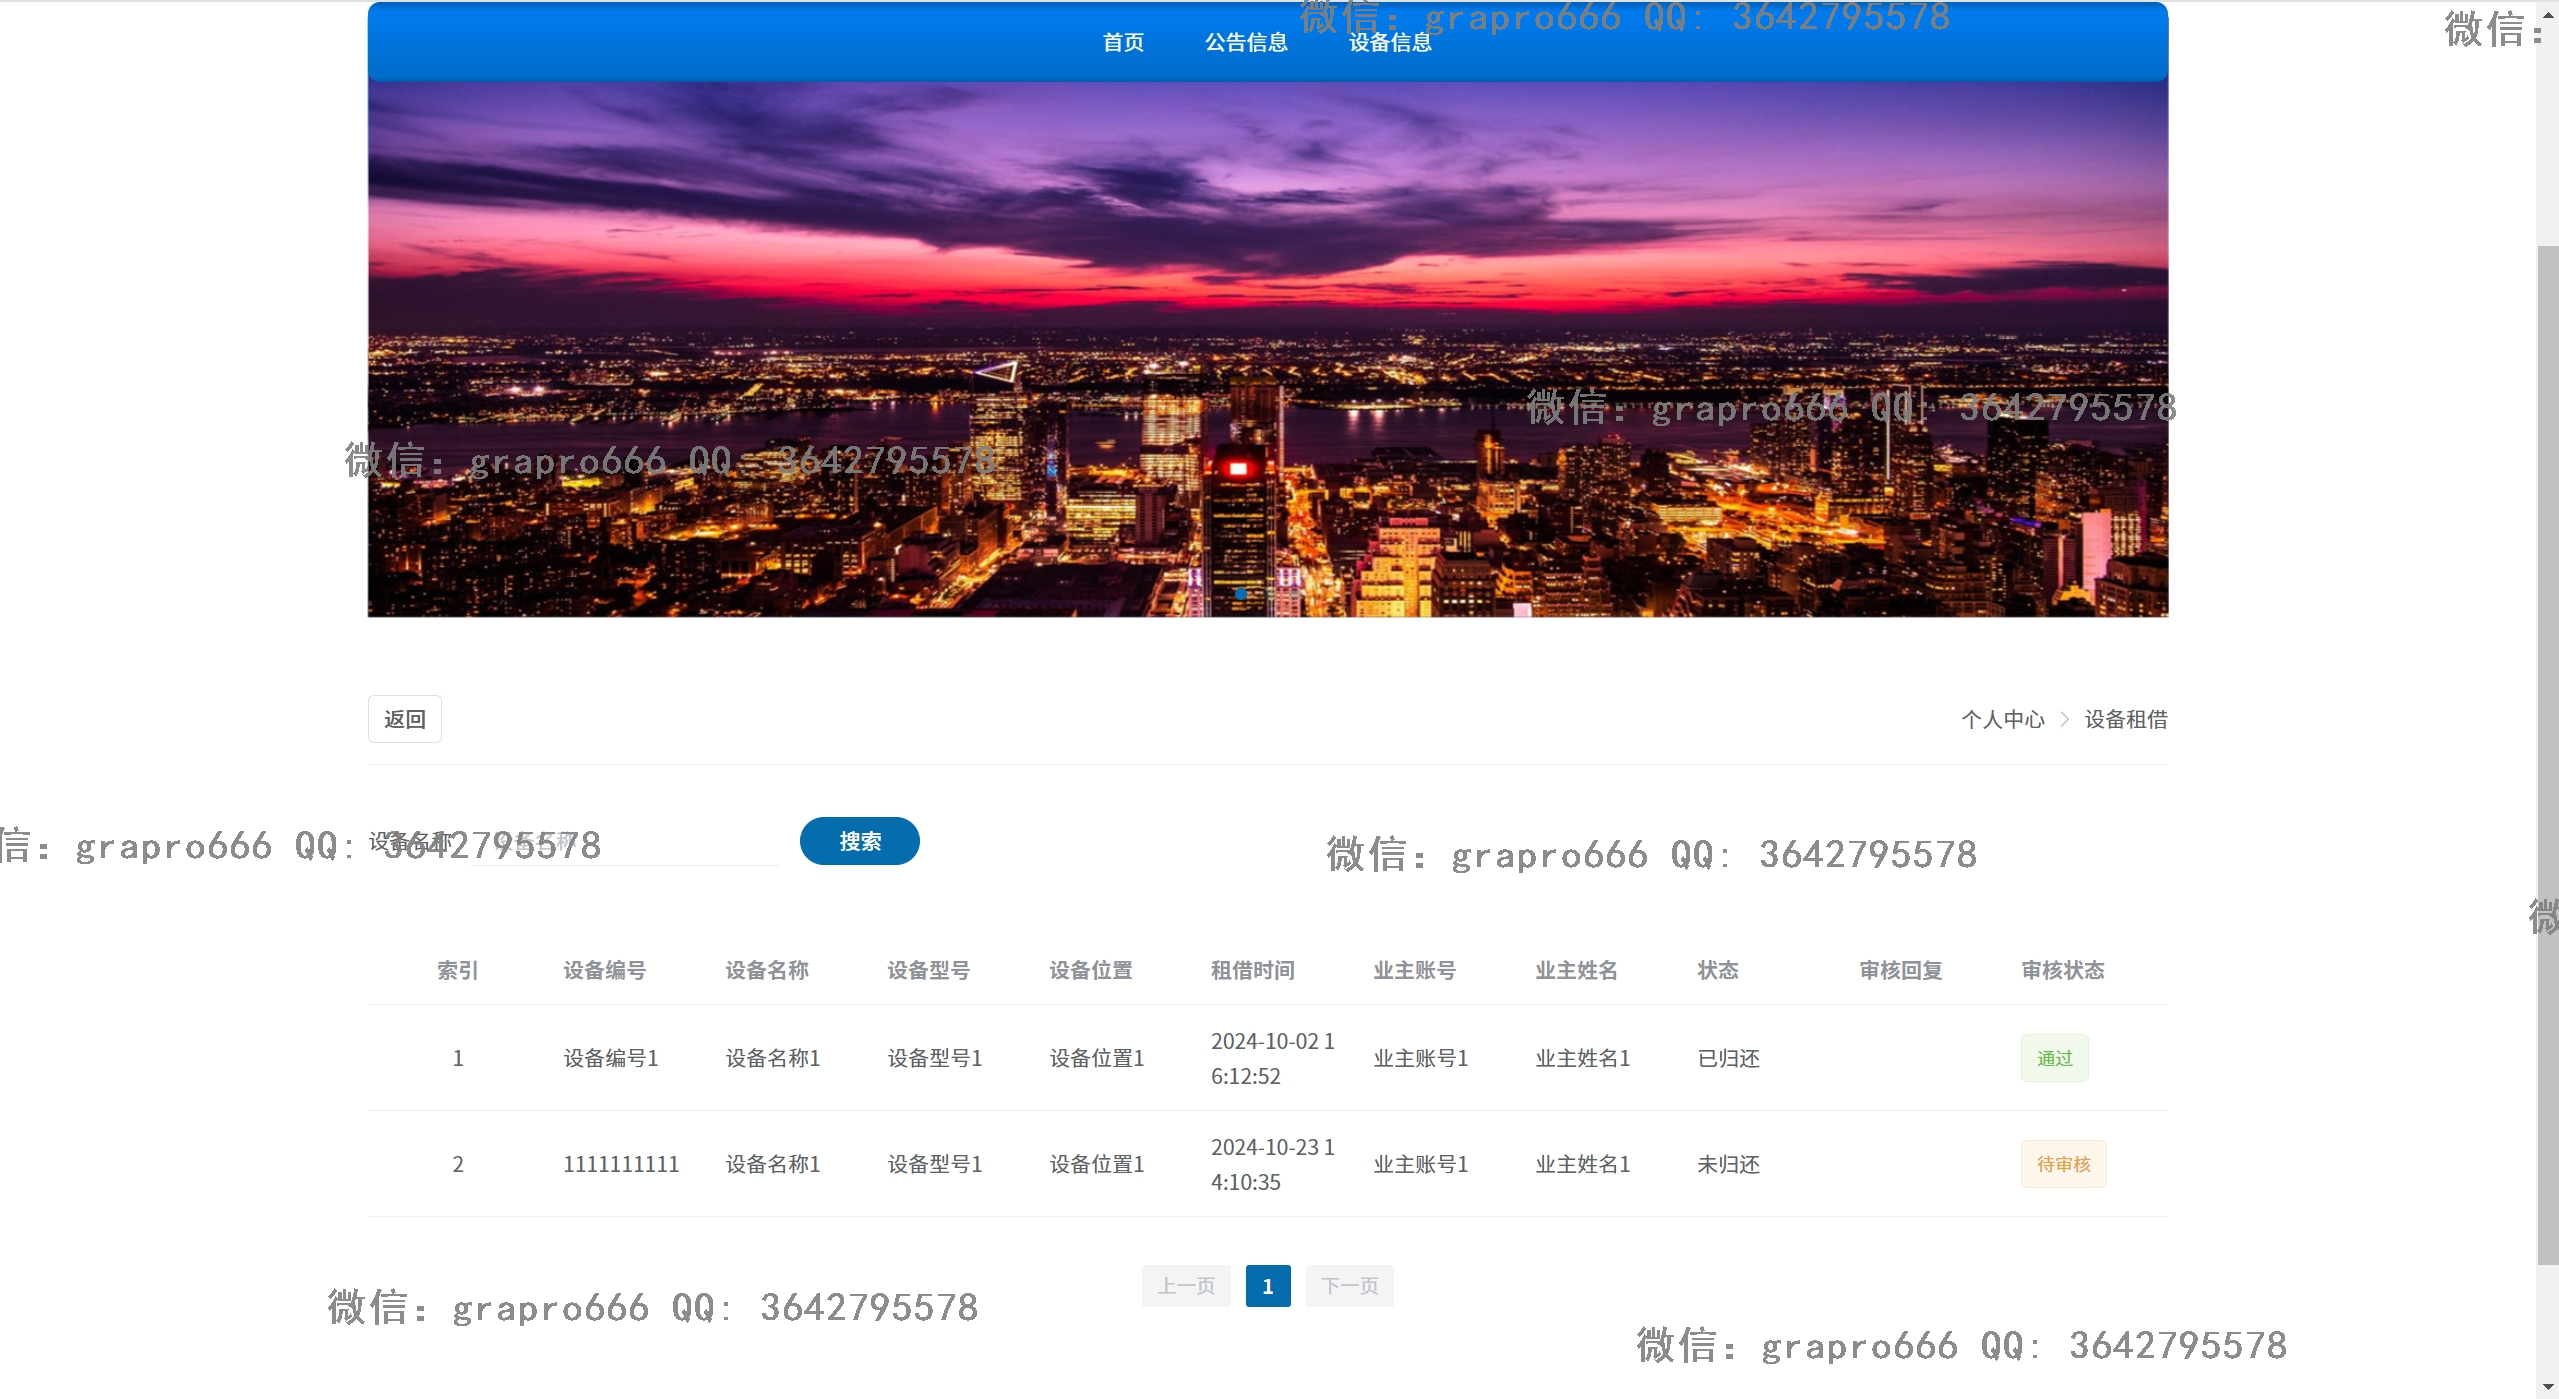 微信: grapro666 QQ: 3642795578
微信:
首页 公告信息 设备信息
微信: grapro666 QQ: 3642795578
微信: grapro666 QQ: 3642795578
返回
个人中心 > 设备租借
信: grapro666 QQ: 3642795578
设备名称 设备名称 搜索
微信: grapro666 QQ: 3642795578
微
索引 设备编号 设备名称 设备型号 设备位置 租借时间 业主账号 业主姓名 状态 审核回复 审核状态
1 设备编号1 设备名称1 设备型号1 设备位置1 2024-10-02 1 业主账号1 业主姓名1 已归还 通过
6:12:52
2 1111111111 设备名称1 设备型号1 设备位置1 2024-10-23 1 业主账号1 业主姓名1 未归还 待审核
4:10:35
上一页 1 下一页
微信: grapro666 QQ: 3642795578
微信: grapro666 QQ: 3642795578